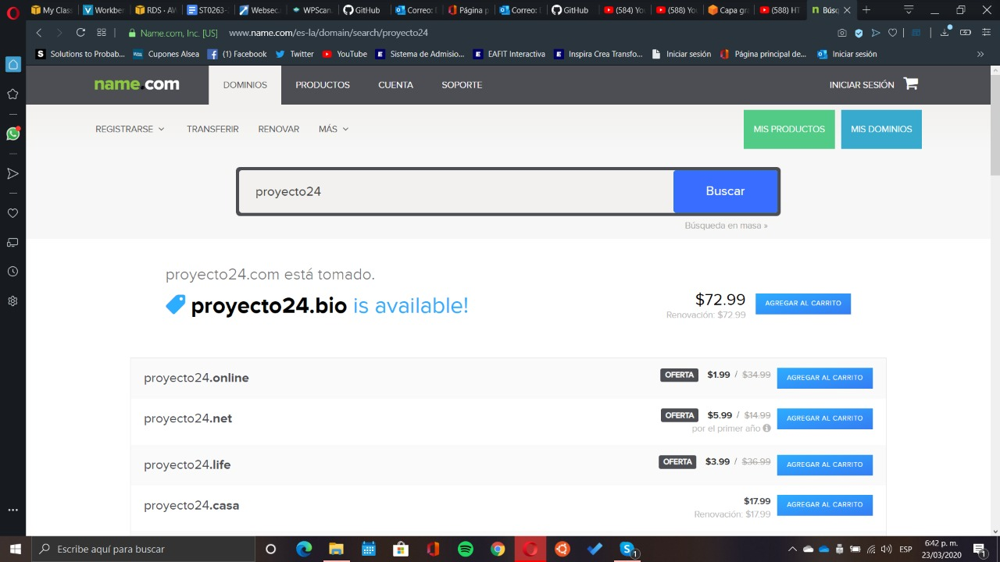 My Class
Workben
RDS · AW
ST0263-
Websec
WPScan
GitHub
Correo: D
Página p
Correo: D
GitHub
(584) You
(588) You
Capa gra
(588) HT
Búsq
Name.com, Inc. [US] www.name.com/es-la/domain/search/proyecto24
Solutions to Probab... Cupones Alsea (1) Facebook Twitter YouTube Sistema de Admisio... EAFIT Interactiva Inspira Crea Transfo... Iniciar sesión Página principal de... Iniciar sesión »
name.com DOMINIOS PRODUCTOS CUENTA SOPORTE INICIAR SESIÓN
REGISTRARSE TRANSFERIR RENOVAR MÁS MIS PRODUCTOS MIS DOMINIOS
proyecto24 Buscar
Búsqueda en masa »
proyecto24.com está tomado.
proyecto24.bio is available! $72.99 AGREGAR AL CARRITO
Renovación: $72.99
proyecto24.online OFERTA $1.99 / $34.99 AGREGAR AL CARRITO
proyecto24.net OFERTA $5.99 / $14.99 AGREGAR AL CARRITO
por el primer año
proyecto24.life OFERTA $3.99 / $36.99 AGREGAR AL CARRITO
proyecto24.casa $17.99 AGREGAR AL CARRITO
Renovación: $17.99
Escribe aquí para buscar
1
ESP
6:42 p. m.
23/03/2020
1